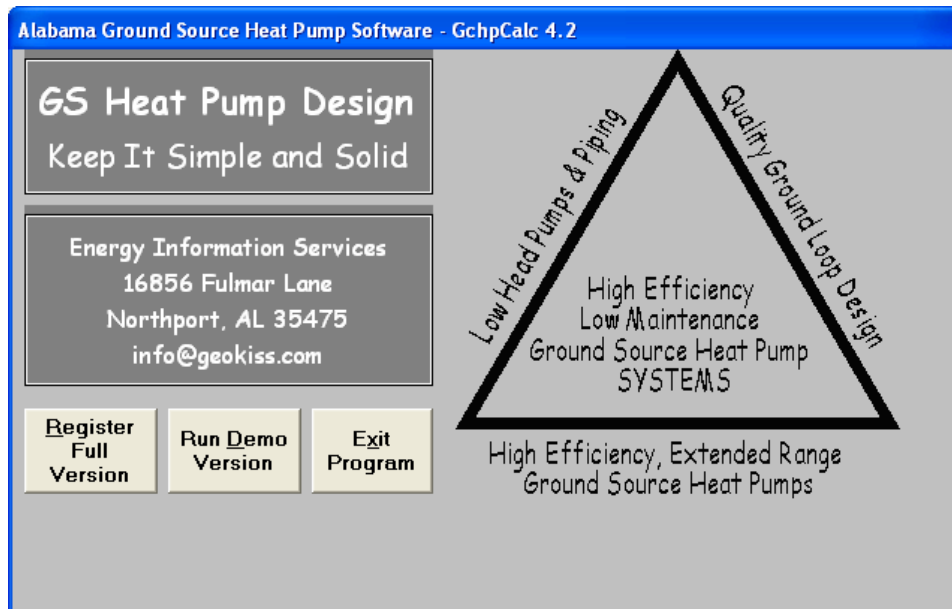 Alabama Ground Source Heat Pump Software - GchpCalc 4.2
GS Heat Pump Design
Keep It Simple and Solid
Energy Information Services
16856 Fulmar Lane
Northport, AL 35475
info@geokiss.com
Register
Full
Version
Run Demo
Version
Exit
Program
Low Head Pumps & Piping
Quality Ground Loop Design
High Efficiency
Low Maintenance
Ground Source Heat Pump
SYSTEMS
High Efficiency, Extended Range
Ground Source Heat Pumps